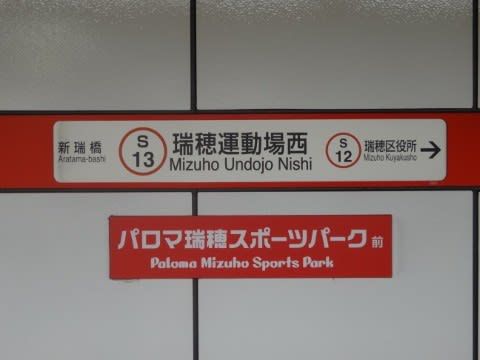 新瑞橋
Aratama-bashi
S
13
瑞穂運動場西
Mizuho Undojo Nishi
S
12
瑞穂区役所
Mizuho Kuyakusho
パロマ瑞穂スポーツパーク前
Paloma Mizuho Sports Park